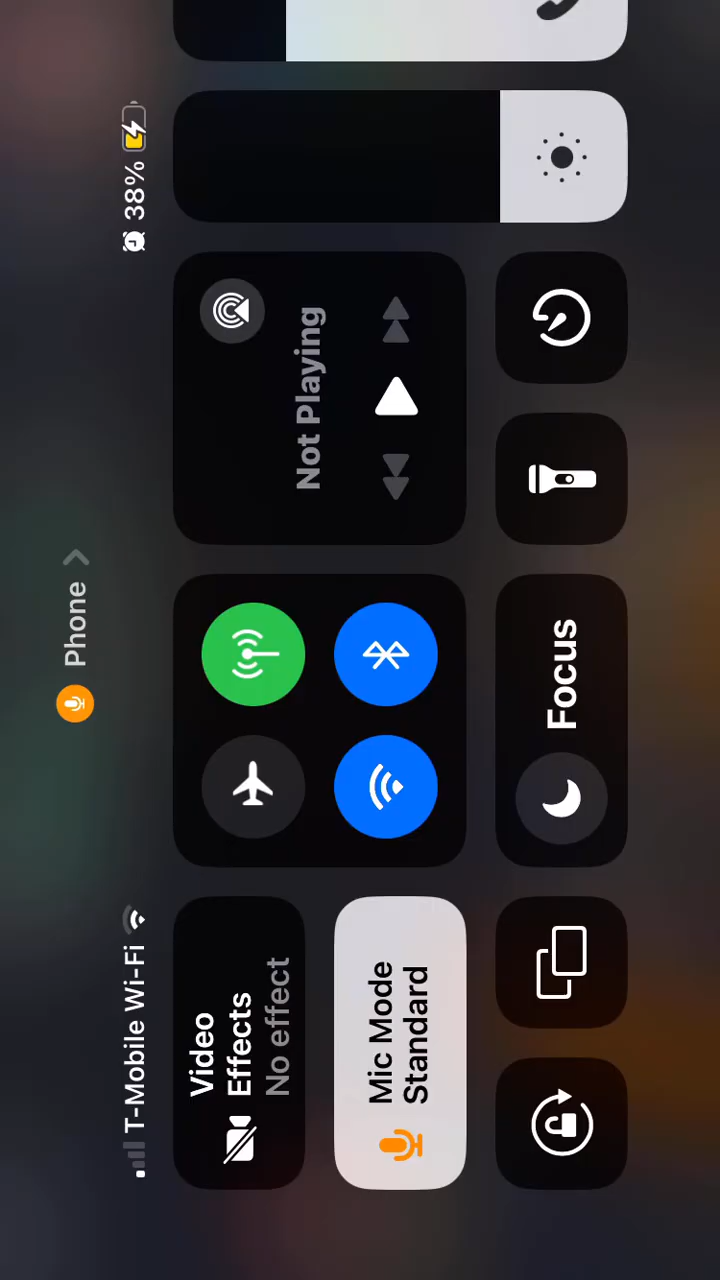 Phone
T-Mobile Wi-Fi
38%
Video
Effects
No effect
Mic Mode
Standard
Not Playing
Focus